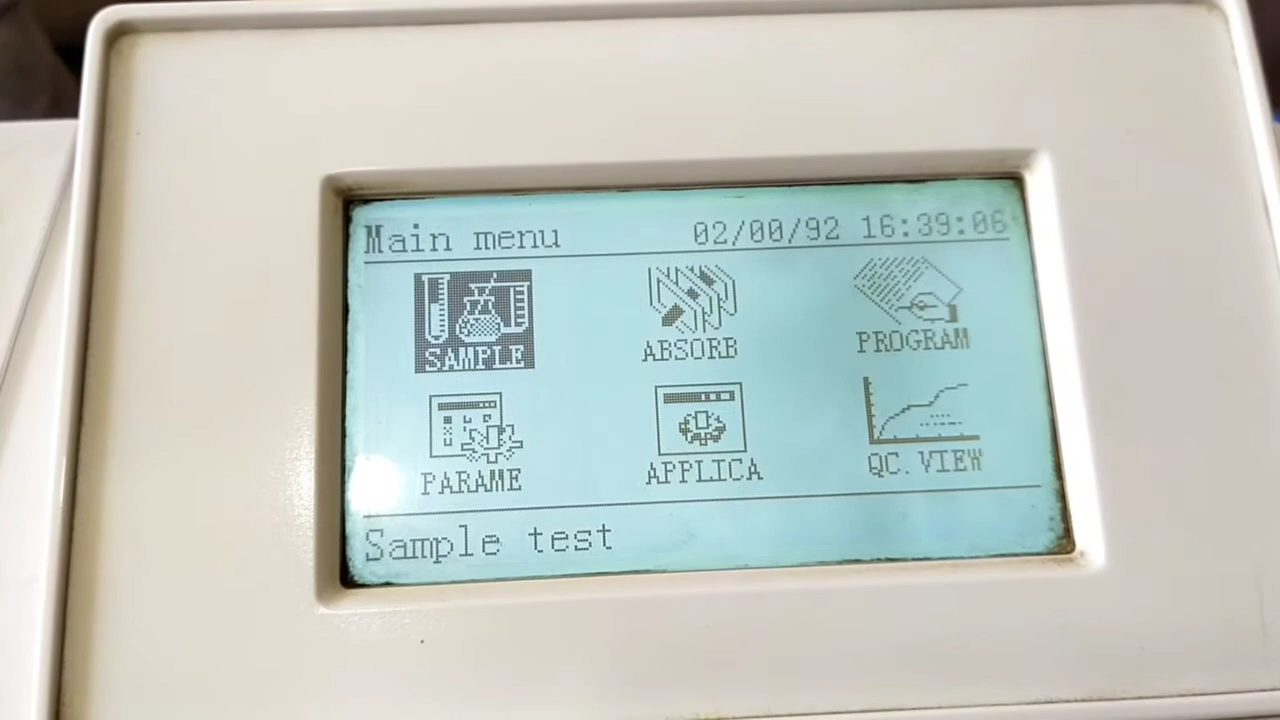 Main menu 02/00/92 16:39:06
SAMPLE ABSORB PROGRAM
PARAME APPLICA QC.VIEW
Sample test